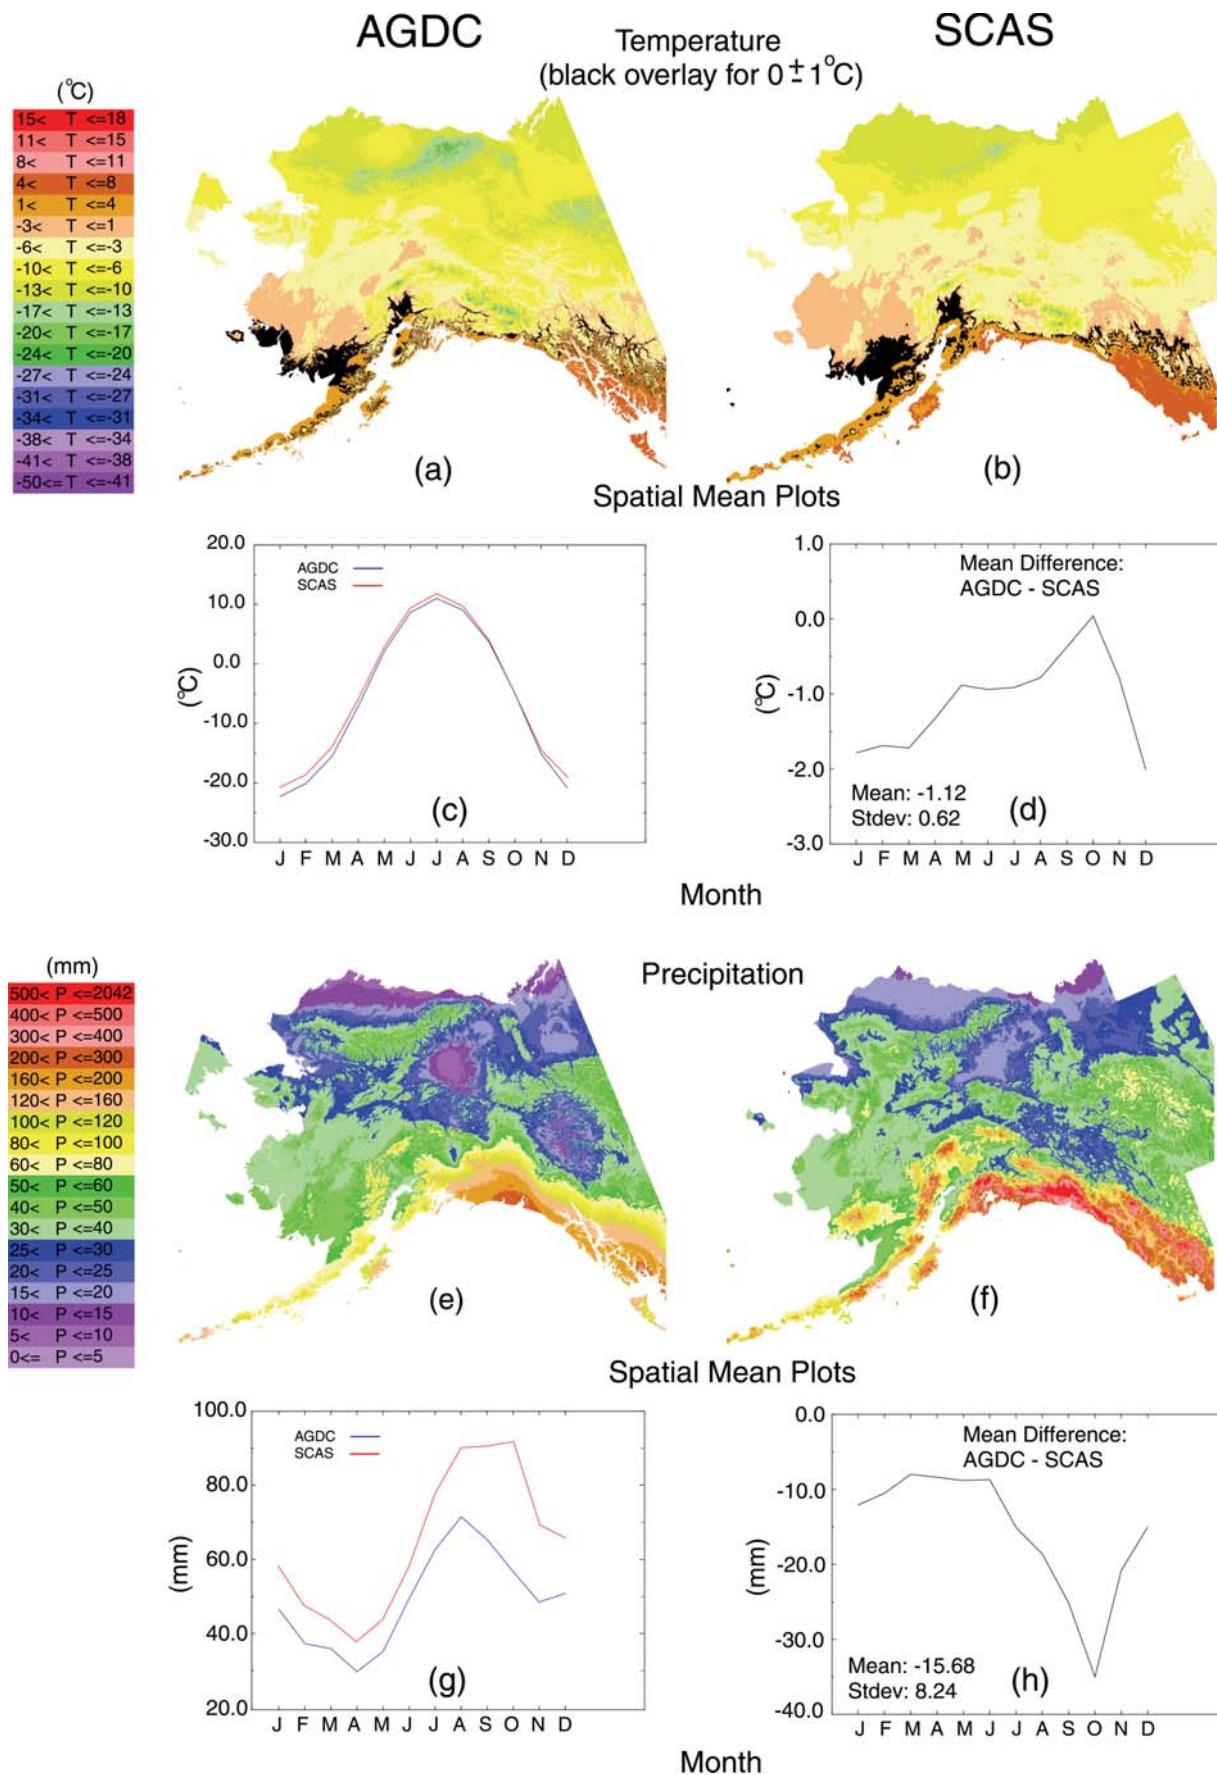 AGDC
SCAS
Temperature
(black overlay for 0 ± 1°C)
(°C)
15< T <=18
11< T <=15
8< T <=11
4< T <=8
1< T <=4
-3< T <=1
-6< T <=-3
-10< T <=-6
-13< T <=-10
-17< T <=-13
-20< T <=-17
-24< T <=-20
-27< T <=-24
-31< T <=-27
-34< T <=-31
-38< T <=-34
-41< T <=-38
-50<= T <=-41
(a)
(b)
Spatial Mean Plots
20.0
10.0
0.0
-10.0
-20.0
-30.0
(°C)
AGDC
SCAS
(c)
J F M A M J J A S O N D
1.0
0.0
-1.0
-2.0
-3.0
(°C)
Mean Difference:
AGDC - SCAS
Mean: -1.12
Stdev: 0.62
(d)
J F M A M J J A S O N D
Month
Precipitation
(mm)
500< P <=2042
400< P <=500
300< P <=400
200< P <=300
160< P <=200
120< P <=160
100< P <=120
80< P <=100
60< P <=80
50< P <=60
40< P <=50
30< P <=40
25< P <=30
20< P <=25
15< P <=20
10< P <=15
5< P <=10
0<= P <=5
(e)
(f)
Spatial Mean Plots
100.0
80.0
60.0
40.0
20.0
(mm)
AGDC
SCAS
(g)
J F M A M J J A S O N D
0.0
-10.0
-20.0
-30.0
-40.0
(mm)
Mean Difference:
AGDC - SCAS
Mean: -15.68
Stdev: 8.24
(h)
J F M A M J J A S O N D
Month